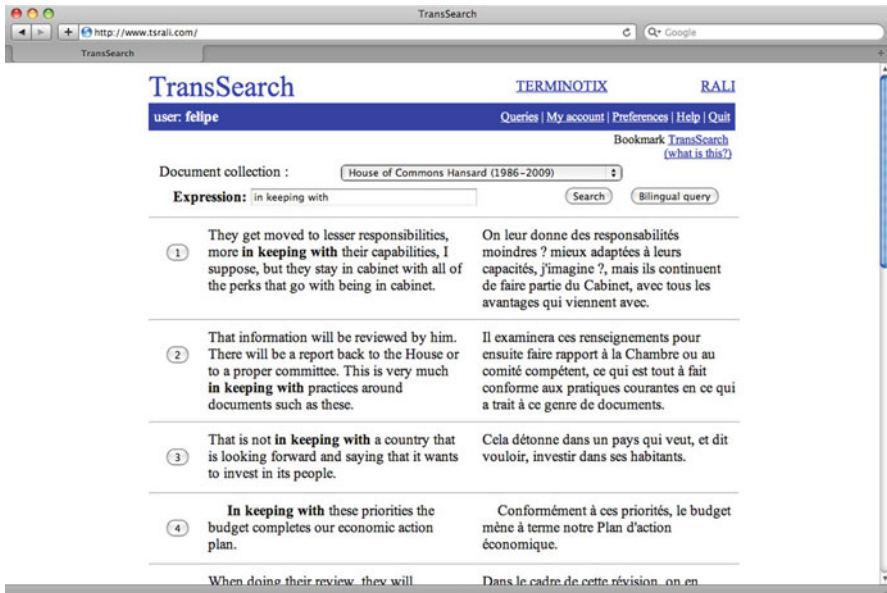 TransSearch
http://www.tsrali.com/
Google
TransSearch
TransSearch TERMINOTIX RALI
user: felipe Queries | My account | Preferences | Help | Quit
Bookmark TransSearch
(what is this?)
Document collection : House of Commons Hansard (1986-2009)
Expression: in keeping with Search Bilingual query
1
They get moved to lesser responsibilities,
more in keeping with their capabilities, I
suppose, but they stay in cabinet with all of
the perks that go with being in cabinet.
On leur donne des responsabilités
moindres ? mieux adaptées à leurs
capacités, j'imagine ?, mais ils continuent
de faire partie du Cabinet, avec tous les
avantages qui viennent avec.
2
That information will be reviewed by him.
There will be a report back to the House or
to a proper committee. This is very much
in keeping with practices around
documents such as these.
Il examinera ces renseignements pour
ensuite faire rapport à la Chambre ou au
comité compétent, ce qui est tout à fait
conforme aux pratiques courantes en ce qui
a trait à ce genre de documents.
3
That is not in keeping with a country that
is looking forward and saying that it wants
to invest in its people.
Cela détonne dans un pays qui veut, et dit
vouloir, investir dans ses habitants.
4
In keeping with these priorities the
budget completes our economic action
plan.
Conformément à ces priorités, le budget
mène à terme notre Plan d'action
économique.
When doing their review, they will
Dans le cadre de cette révision, on en